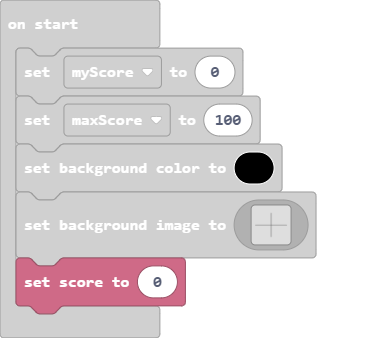 on start
set myScore to 0
set maxScore to 100
set background color to
set background image to
set score to 0